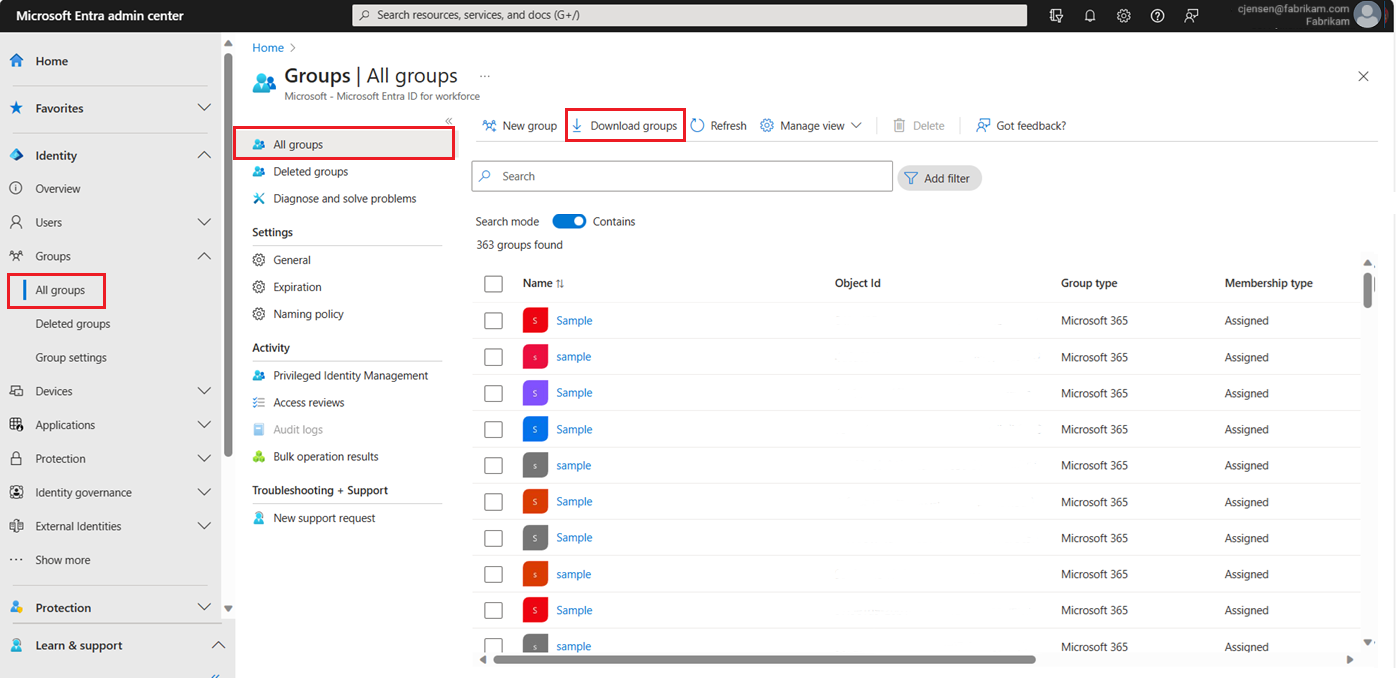 Microsoft Entra admin center
Search resources, services, and docs (G+/)
cjensen@fabrikam.com
Fabrikam
Home
Favorites
Identity
Overview
Users
Groups
All groups
Deleted groups
Group settings
Devices
Applications
Protection
Identity governance
External Identities
Show more
Protection
Learn & support
Home
Groups | All groups
Microsoft - Microsoft Entra ID for workforce
All groups
Deleted groups
Diagnose and solve problems
Settings
General
Expiration
Naming policy
Activity
Privileged Identity Management
Access reviews
Audit logs
Bulk operation results
Troubleshooting + Support
New support request
New group Download groups Refresh Manage view Delete Got feedback?
Search Add filter
Search mode Contains
363 groups found
Name Object Id Group type Membership type
S Sample Microsoft 365 Assigned
s sample Microsoft 365 Assigned
S Sample Microsoft 365 Assigned
S Sample Microsoft 365 Assigned
s sample Microsoft 365 Assigned
S Sample Microsoft 365 Assigned
S Sample Microsoft 365 Assigned
s sample Microsoft 365 Assigned
S Sample Microsoft 365 Assigned
s sample Microsoft 365 Assigned